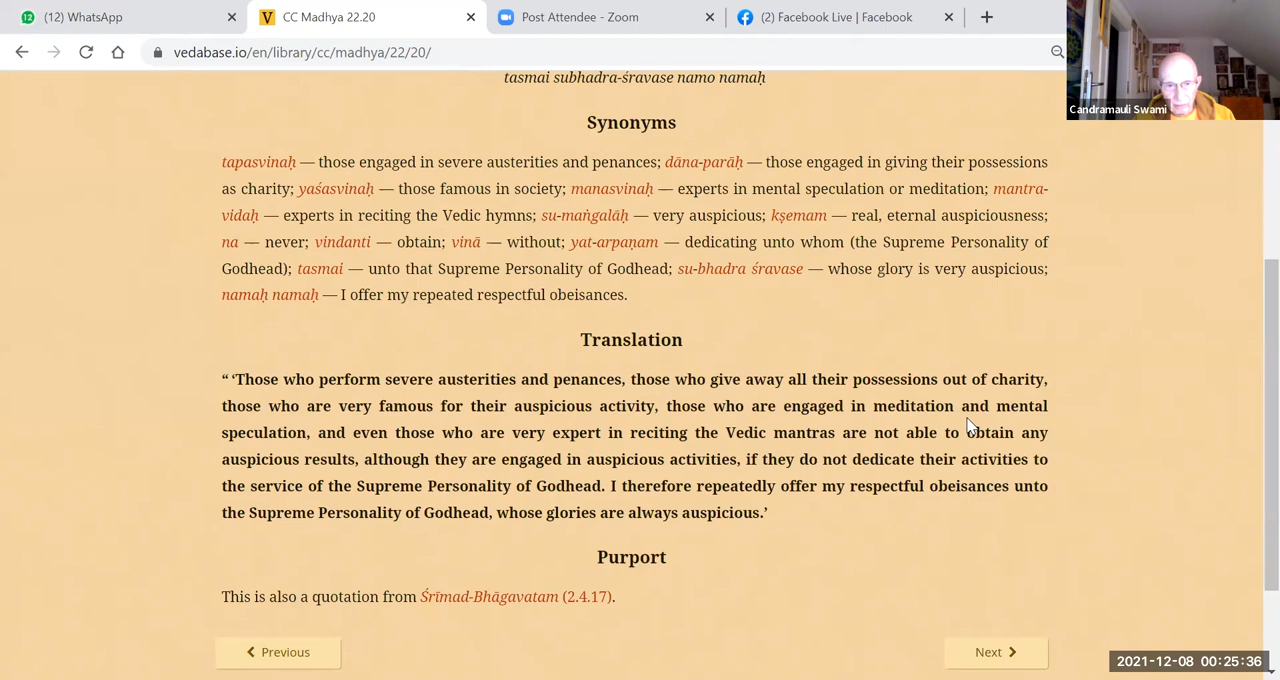 (12) WhatsApp
CC Madhya 22.20
Post Attendee - Zoom
(2) Facebook Live | Facebook
vedabase.io/en/library/cc/madhya/22/20/
Candramauli Swami
tasmai subhadra-śravase namo namaḥ
Synonyms
tapasvinaḥ — those engaged in severe austerities and penances; dāna-parāḥ — those engaged in giving their possessions
as charity; yaśasvinaḥ — those famous in society; manasvinaḥ — experts in mental speculation or meditation; mantra-
vidaḥ — experts in reciting the Vedic hymns; su-maṅgalāḥ — very auspicious; kṣemam — real, eternal auspiciousness;
na — never; vindanti — obtain; vinā — without; yat-arpaṇam — dedicating unto whom (the Supreme Personality of
Godhead); tasmai — unto that Supreme Personality of Godhead; su-bhadra śravase — whose glory is very auspicious;
namaḥ namaḥ — I offer my repeated respectful obeisances.
Translation
“ ‘Those who perform severe austerities and penances, those who give away all their possessions out of charity,
those who are very famous for their auspicious activity, those who are engaged in meditation and mental
speculation, and even those who are very expert in reciting the Vedic mantras are not able to obtain any
auspicious results, although they are engaged in auspicious activities, if they do not dedicate their activities to
the service of the Supreme Personality of Godhead. I therefore repeatedly offer my respectful obeisances unto
the Supreme Personality of Godhead, whose glories are always auspicious.’
Purport
This is also a quotation from Śrīmad-Bhāgavatam (2.4.17).
Previous
Next
2021-12-08 00:25:36